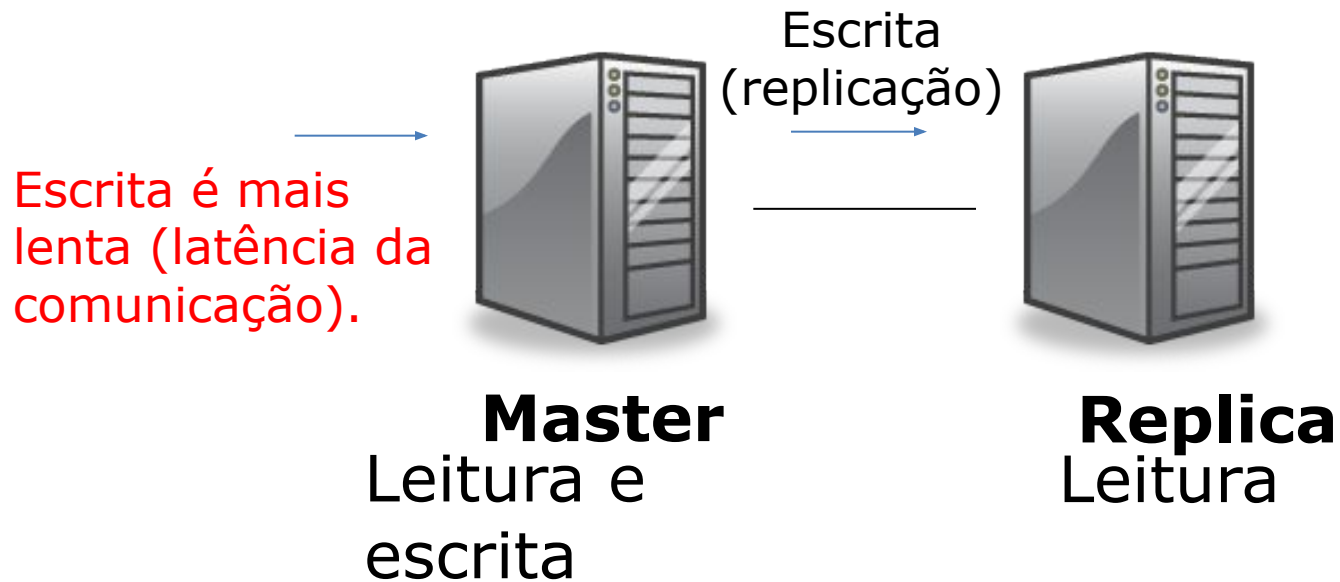 Escrita
(replicação)
Escrita é mais
lenta (latência da
comunicação).
Master
Leitura e
escrita
Replica
Leitura